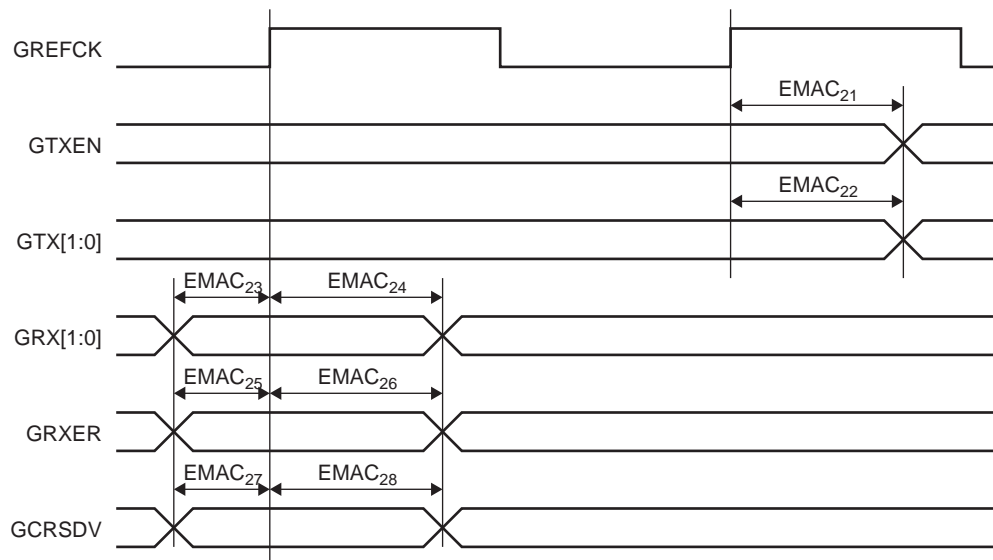 GREFCK
EMAC21
GTXEN
EMAC22
GTX[1:0]
EMAC23 EMAC24
GRX[1:0]
EMAC25 EMAC26
GRXER
EMAC27 EMAC28
GCRSDV